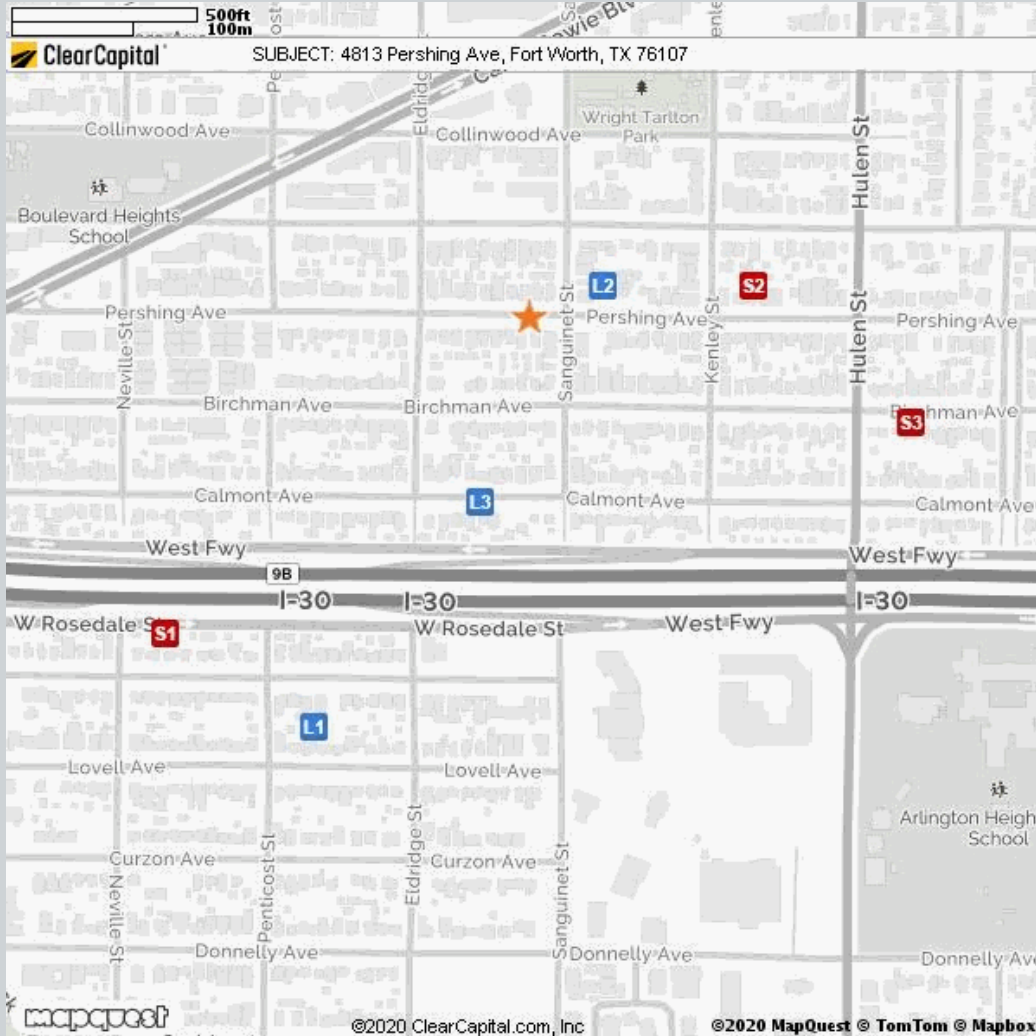 500ft
100m
ClearCapital
SUBJECT: 4813 Pershing Ave, Fort Worth, TX 76107
Collinwood Ave
Eldridg
Collinwood Ave
Wright Tarlton
Park
Hulen St
Boulevard Heights
School
L2
S2
Pershing Ave
Neville St
Sanguinet St
Pershing Ave
Kenley St
Hulen St
Pershing Ave
Birchman Ave
Birchman Ave
S3
Calmont Ave
L3
Calmont Ave
Calmont Ave
West Fwy
West Fwy
9B
I-30
I-30
I-30
W Rosedale S
S1
W Rosedale St
West Fwy
L1
Lovell Ave
Lovell Ave
Arlington Heigh
School
Curzon Ave
Curzon Ave
Neville St
Penticost St
Eldridge St
Sanguinet St
Donnelly Ave
Donnelly Ave
Donnelly Av
mapquest
©2020 ClearCapital.com, Inc
©2020 MapQuest © TomTom © Mapbox